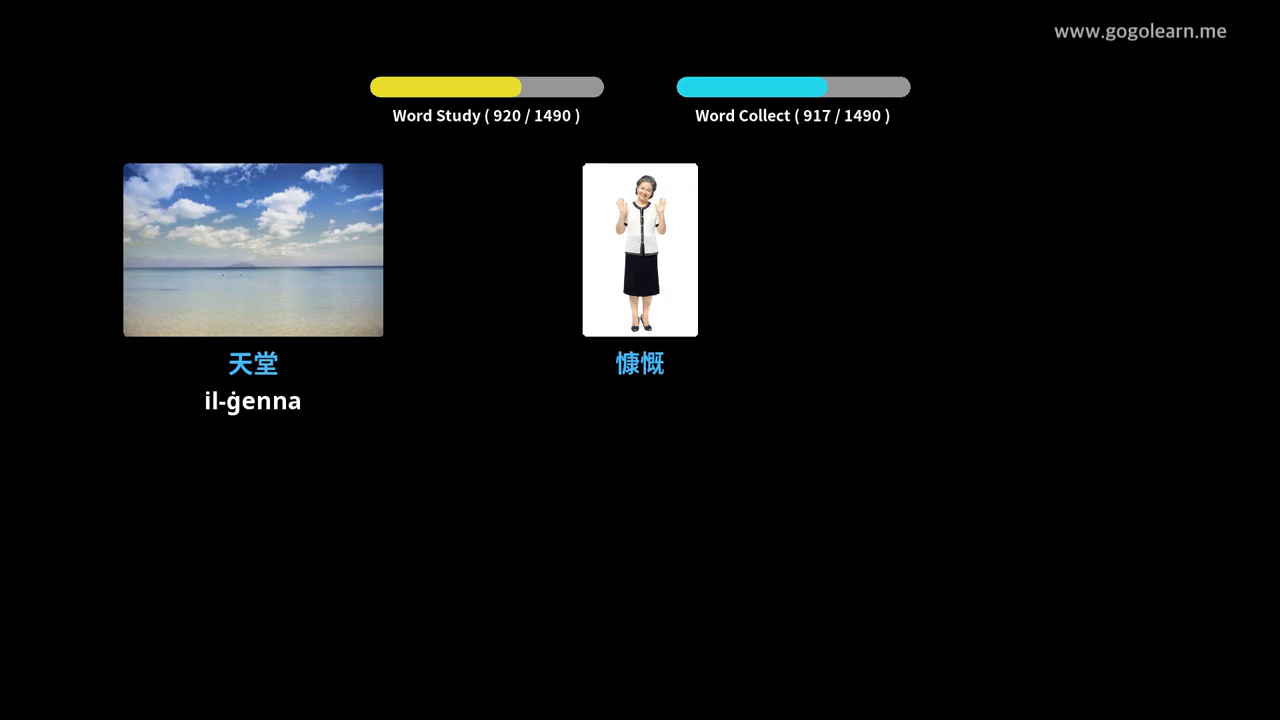 www.gogolearn.me
Word Study ( 920 / 1490 )
Word Collect ( 917 / 1490 )
天堂
慷慨
il-ġenna